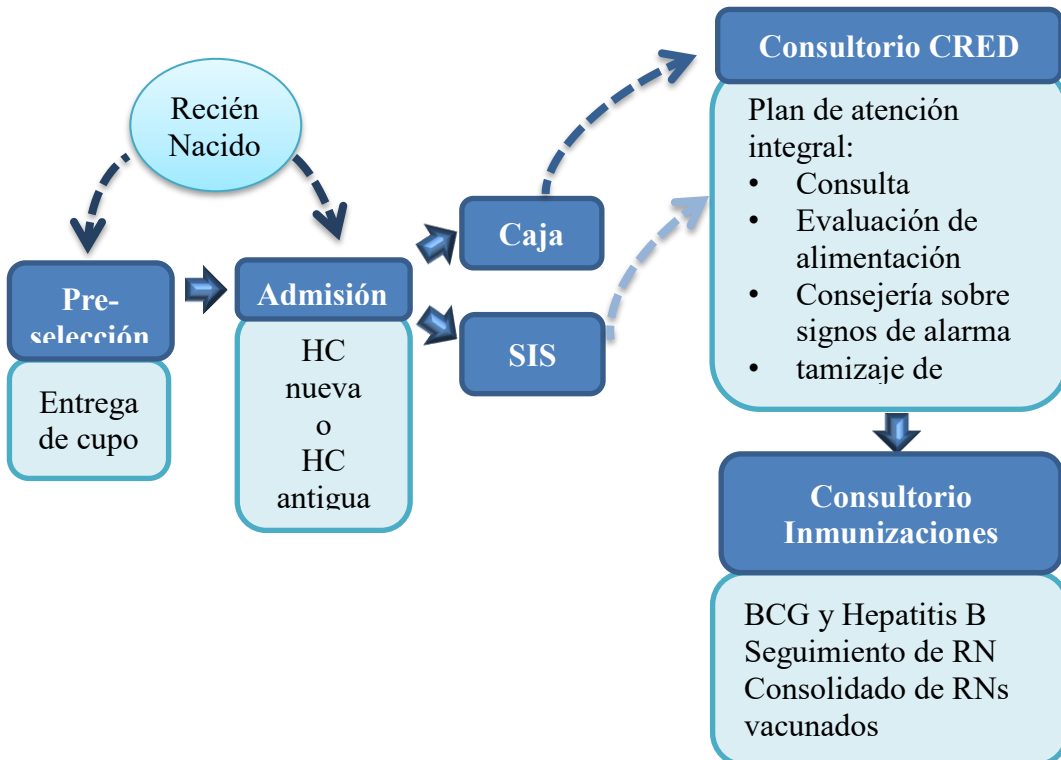 Recién
Nacido
Pre-
selección
Entrega
de cupo
Admisión
HC
nueva
o
HC
antigua
Caja
SIS
Consultorio CRED
Plan de atención
integral:
• Consulta
• Evaluación de
alimentación
• Consejería sobre
signos de alarma
• tamizaje de
Consultorio
Inmunizaciones
BCG y Hepatitis B
Seguimiento de RN
Consolidado de RNs
vacunados